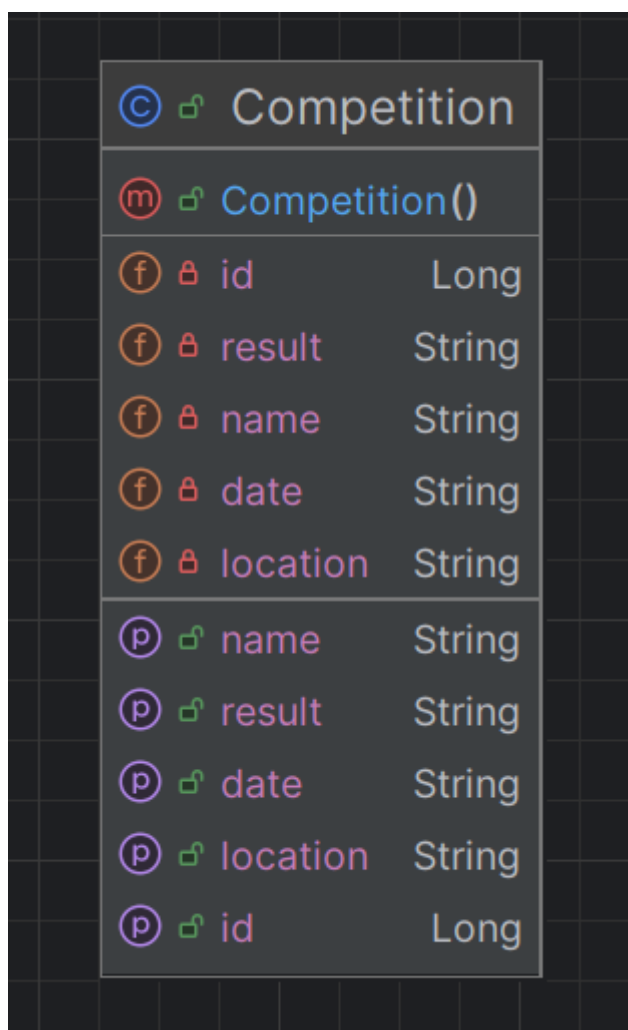 C Competition
m Competition()
f id Long
f result String
f name String
f date String
f location String
p name String
p result String
p date String
p location String
p id Long